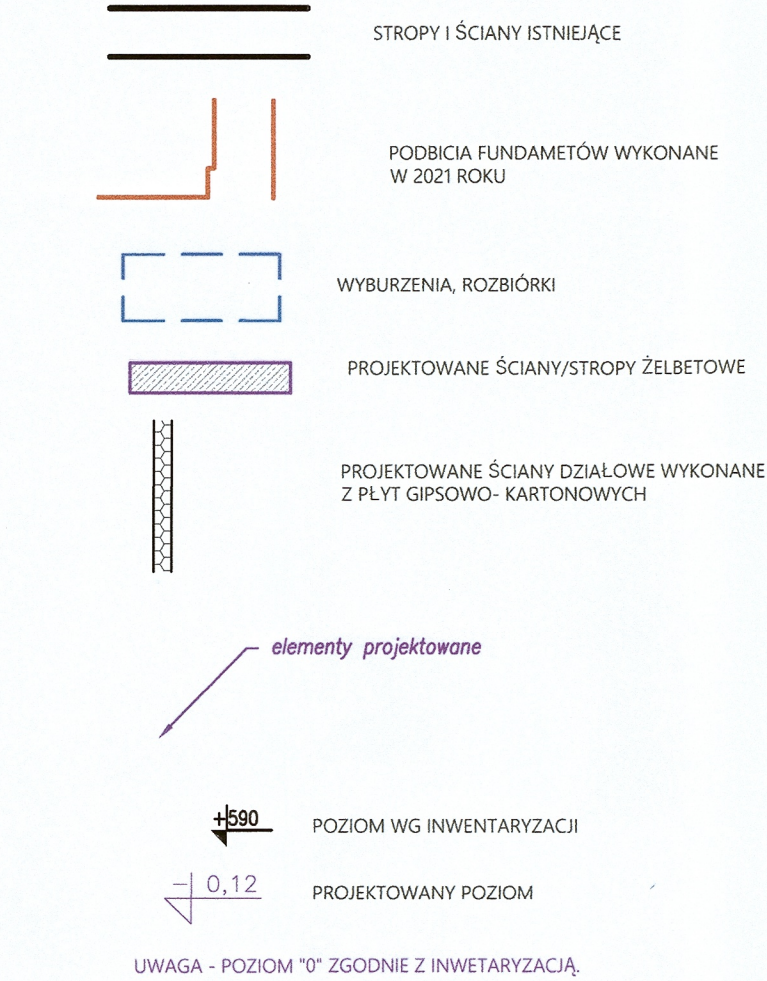 STROPY I ŚCIANY ISTNIEJĄCE
PODBICIA FUNDAMETÓW WYKONANE
W 2021 ROKU
WYBURZENIA, ROZBIÓRKI
PROJEKTOWANE ŚCIANY/STROPY ŻELBETOWE
PROJEKTOWANE ŚCIANY DZIAŁOWE WYKONANE
Z PŁYT GIPSOWO- KARTONOWYCH
elementy projektowane
+590
POZIOM WG INWENTARYZACJI
- 0,12
PROJEKTOWANY POZIOM
UWAGA - POZIOM "0" ZGODNIE Z INWETARYZACJĄ.